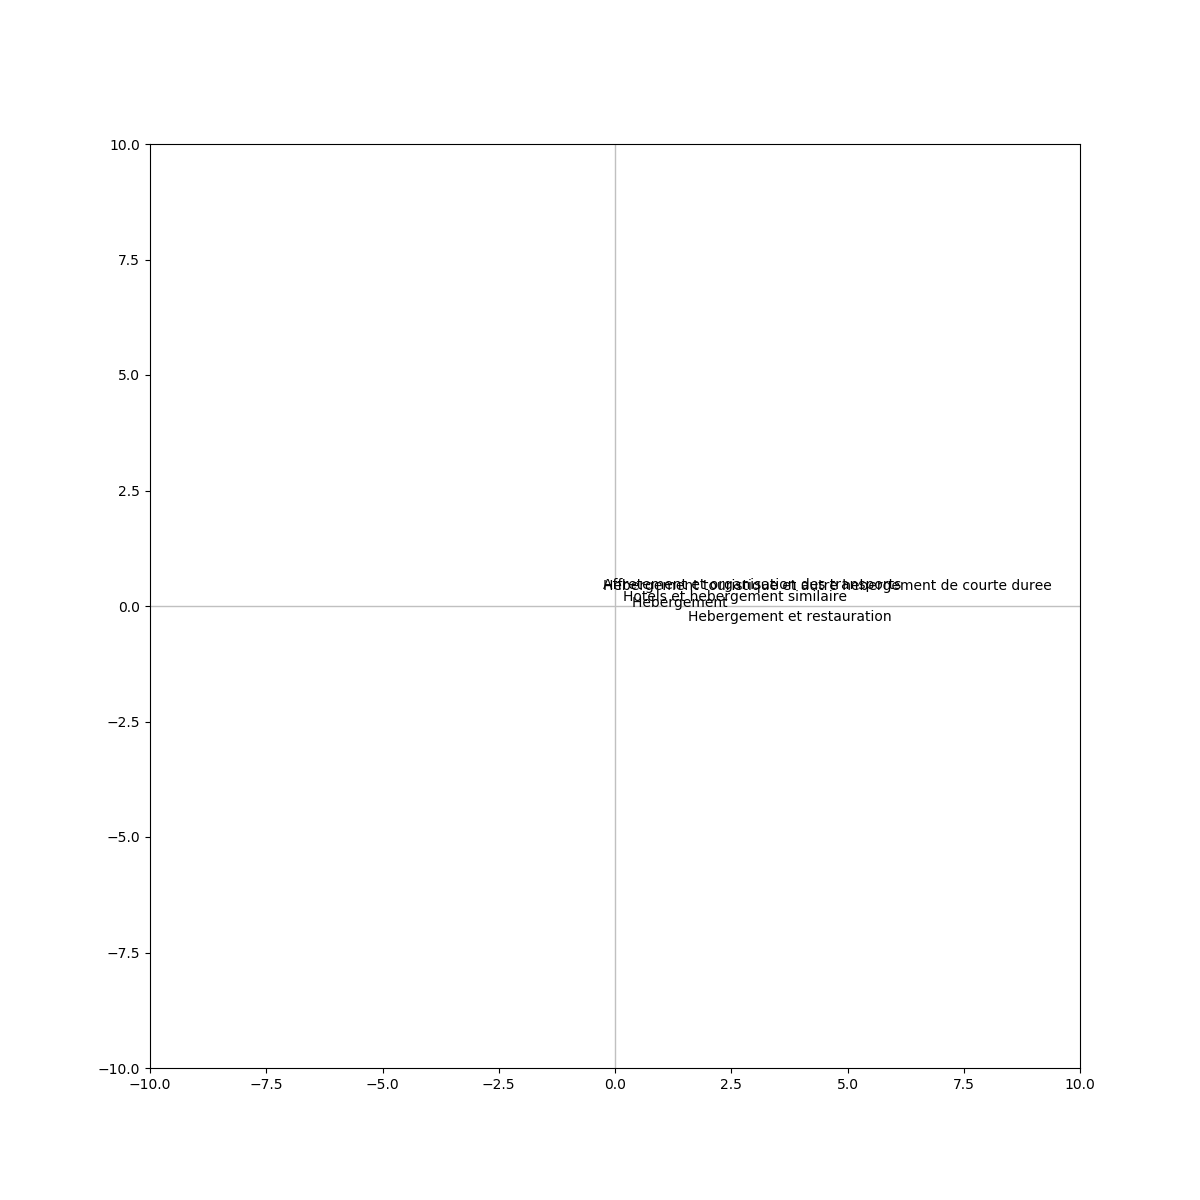 10.0
7.5
5.0
2.5
Affretement et organisation des transports
Hebergement touristique et autre hebergement de courte duree
Hotels et hebergement similaire
Hebergement
0.0
Hebergement et restauration
−2.5
−5.0
−7.5
−10.0
−10.0 −7.5 −5.0 −2.5 0.0 2.5 5.0 7.5 10.0